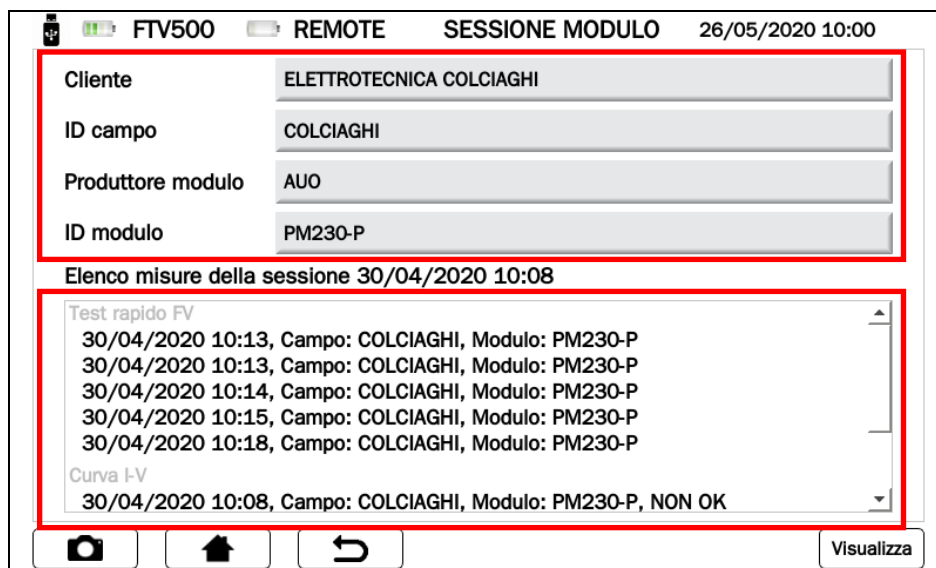 FTV500 REMOTE SESSIONE MODULO 26/05/2020 10:00
Cliente ELETTROTECNICA COLCIAGHI
ID campo COLCIAGHI
Produttore modulo AUO
ID modulo PM230-P
Elenco misure della sessione 30/04/2020 10:08
Test rapido FV
30/04/2020 10:13, Campo: COLCIAGHI, Modulo: PM230-P
30/04/2020 10:13, Campo: COLCIAGHI, Modulo: PM230-P
30/04/2020 10:14, Campo: COLCIAGHI, Modulo: PM230-P
30/04/2020 10:15, Campo: COLCIAGHI, Modulo: PM230-P
30/04/2020 10:18, Campo: COLCIAGHI, Modulo: PM230-P
Curva I-V
30/04/2020 10:08, Campo: COLCIAGHI, Modulo: PM230-P, NON OK
Visualizza